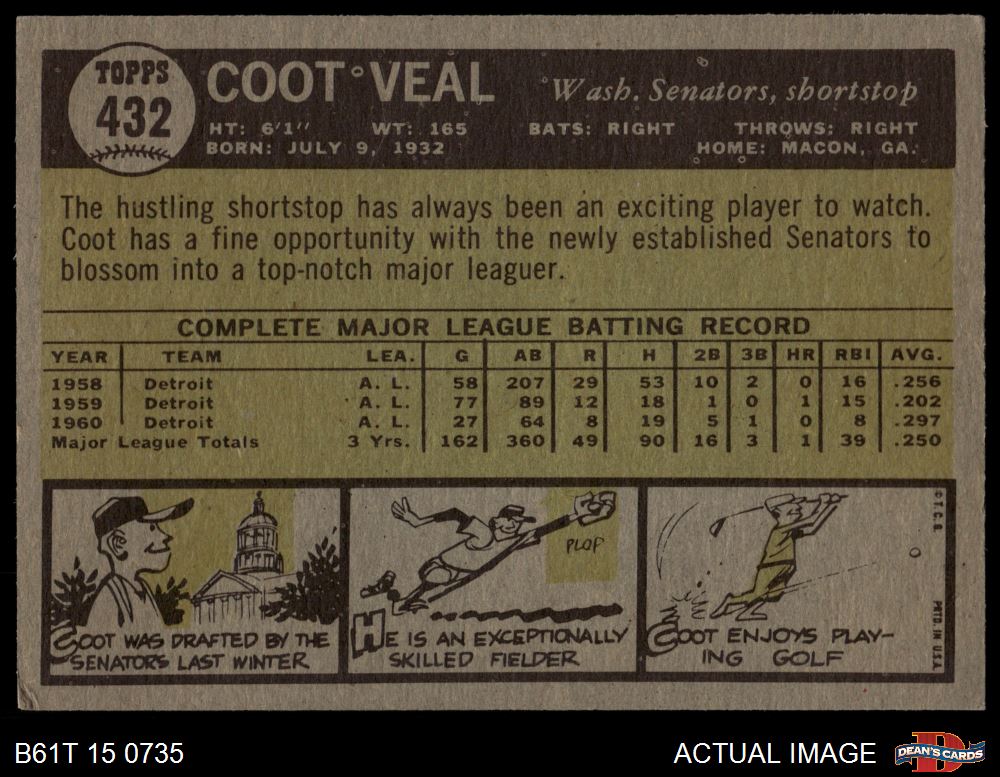 TOPPS
432
COOT VEAL
Wash. Senators, shortstop
HT: 6'1" WT: 165 BATS: RIGHT THROWS: RIGHT
BORN: JULY 9, 1932 HOME: MACON, GA.
The hustling shortstop has always been an exciting player to watch.
Coot has a fine opportunity with the newly established Senators to
blossom into a top-notch major leaguer.
COMPLETE MAJOR LEAGUE BATTING RECORD
YEAR TEAM LEA. G AB R H 2B 3B HR RBI AVG.
1958 Detroit A. L. 58 207 29 53 10 2 0 16 .256
1959 Detroit A. L. 77 89 12 18 1 0 1 15 .202
1960 Detroit A. L. 27 64 8 19 5 1 0 8 .297
Major League Totals 3 Yrs. 162 360 49 90 16 3 1 39 .250
COOT WAS DRAFTED BY THE
SENATORS LAST WINTER
PLOP
HE IS AN EXCEPTIONALLY
SKILLED FIELDER
COOT ENJOYS PLAY-
ING GOLF
© T. C. G.
PRTD. IN U.S.A.
B61T 15 0735
ACTUAL IMAGE
DEAN'S CARDS